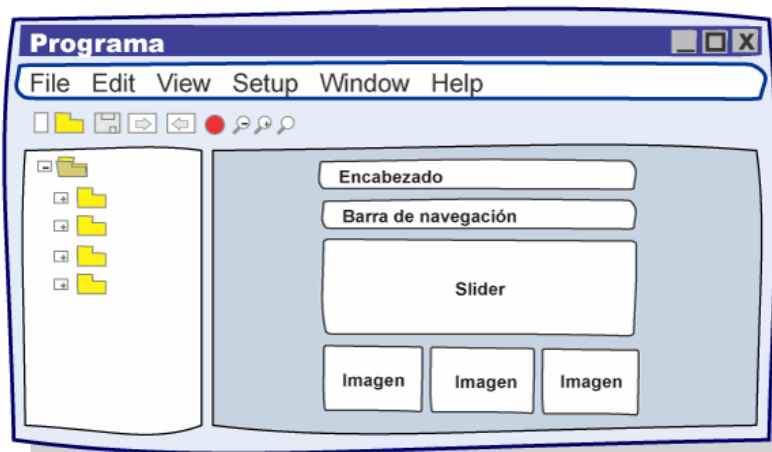 Programa
File Edit View Setup Window Help
Encabezado
Barra de navegación
Slider
Imagen Imagen Imagen